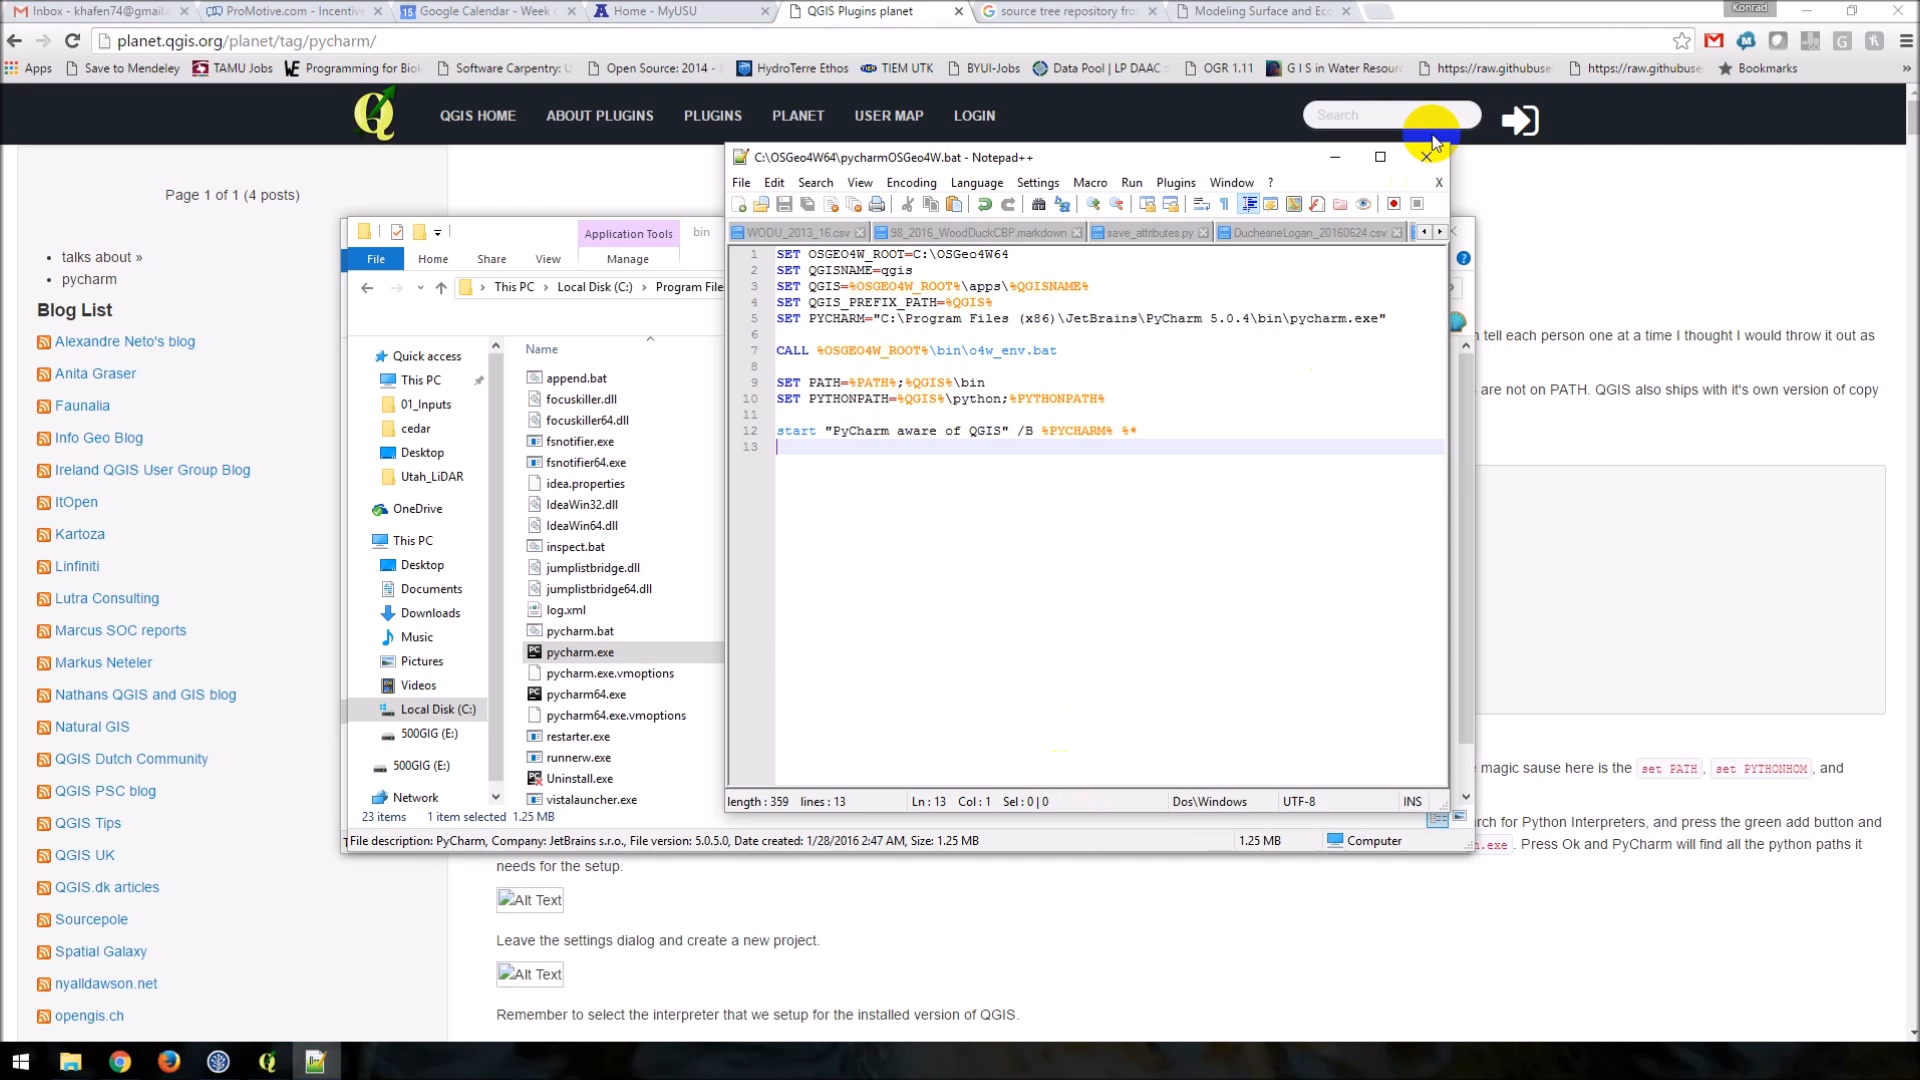 Inbox - khafen74@gmail.c
ProMotive.com - Incentiv
Google Calendar - Week o
Home - MyUSU
QGIS Plugins planet
source tree repository fro
Modeling Surface and Eco
Konrad
planet.qgis.org/planet/tag/pycharm/
Apps
Save to Mendeley
TAMU Jobs
Programming for Biol
Software Carpentry: U
Open Source: 2014 -
HydroTerre Ethos
TIEM UTK
BYUI-Jobs
Data Pool | LP DAAC ::
OGR 1.11
G I S in Water Resour
https://raw.githubuse
https://raw.githubuse
Bookmarks
QGIS HOME
ABOUT PLUGINS
PLUGINS
PLANET
USER MAP
LOGIN
Search
Page 1 of 1 (4 posts)
talks about »
pycharm
Blog List
Alexandre Neto's blog
Anita Graser
Faunalia
Info Geo Blog
Ireland QGIS User Group Blog
ItOpen
Kartoza
Linfiniti
Lutra Consulting
Marcus SOC reports
Markus Neteler
Nathans QGIS and GIS blog
Natural GIS
QGIS Dutch Community
QGIS PSC blog
QGIS Tips
QGIS UK
QGIS.dk articles
Sourcepole
Spatial Galaxy
nyalldawson.net
opengis.ch
Application Tools
bin
File
Home
Share
View
Manage
This PC
Local Disk (C:)
Program File
Quick access
This PC
01_Inputs
cedar
Desktop
Utah_LiDAR
OneDrive
This PC
Desktop
Documents
Downloads
Music
Pictures
Videos
Local Disk (C:)
500GIG (E:)
500GIG (E:)
Network
Name
append.bat
focuskiller.dll
focuskiller64.dll
fsnotifier.exe
fsnotifier64.exe
idea.properties
IdeaWin32.dll
IdeaWin64.dll
inspect.bat
jumplistbridge.dll
jumplistbridge64.dll
log.xml
pycharm.bat
pycharm.exe
pycharm.exe.vmoptions
pycharm64.exe
pycharm64.exe.vmoptions
restarter.exe
runnerw.exe
Uninstall.exe
vistalauncher.exe
23 items 1 item selected 1.25 MB
File description: PyCharm, Company: JetBrains s.r.o., File version: 5.0.5.0, Date created: 1/28/2016 2:47 AM, Size: 1.25 MB
1.25 MB
Computer
C:\OSGeo4W64\pycharmOSGeo4W.bat - Notepad++
File Edit Search View Encoding Language Settings Macro Run Plugins Window ? X
WODU_2013_16.csv
98_2016_WoodDuckCBP.markdown
save_attributes.py
DuchesneLogan_20160624.csv
1 SET OSGEO4W_ROOT=C:\OSGeo4W64
2 SET QGISNAME=qgis
3 SET QGIS=%OSGEO4W_ROOT%\apps\%QGISNAME%
4 SET QGIS_PREFIX_PATH=%QGIS%
5 SET PYCHARM="C:\Program Files (x86)\JetBrains\PyCharm 5.0.4\bin\pycharm.exe"
6
7 CALL %OSGEO4W_ROOT%\bin\o4w_env.bat
8
9 SET PATH=%PATH%;%QGIS%\bin
10 SET PYTHONPATH=%QGIS%\python;%PYTHONPATH%
11
12 start "PyCharm aware of QGIS" /B %PYCHARM% %*
13
length : 359 lines : 13
Ln : 13 Col : 1 Sel : 0 | 0
Dos\Windows
UTF-8
INS
n tell each person one at a time I thought I would throw it out as
are not on PATH. QGIS also ships with it's own version of copy
magic sause here is the set PATH, set PYTHONHOM, and
rch for Python Interpreters, and press the green add button and
.exe. Press Ok and PyCharm will find all the python paths it
needs for the setup.
Alt Text
Leave the settings dialog and create a new project.
Alt Text
Remember to select the interpreter that we setup for the installed version of QGIS.